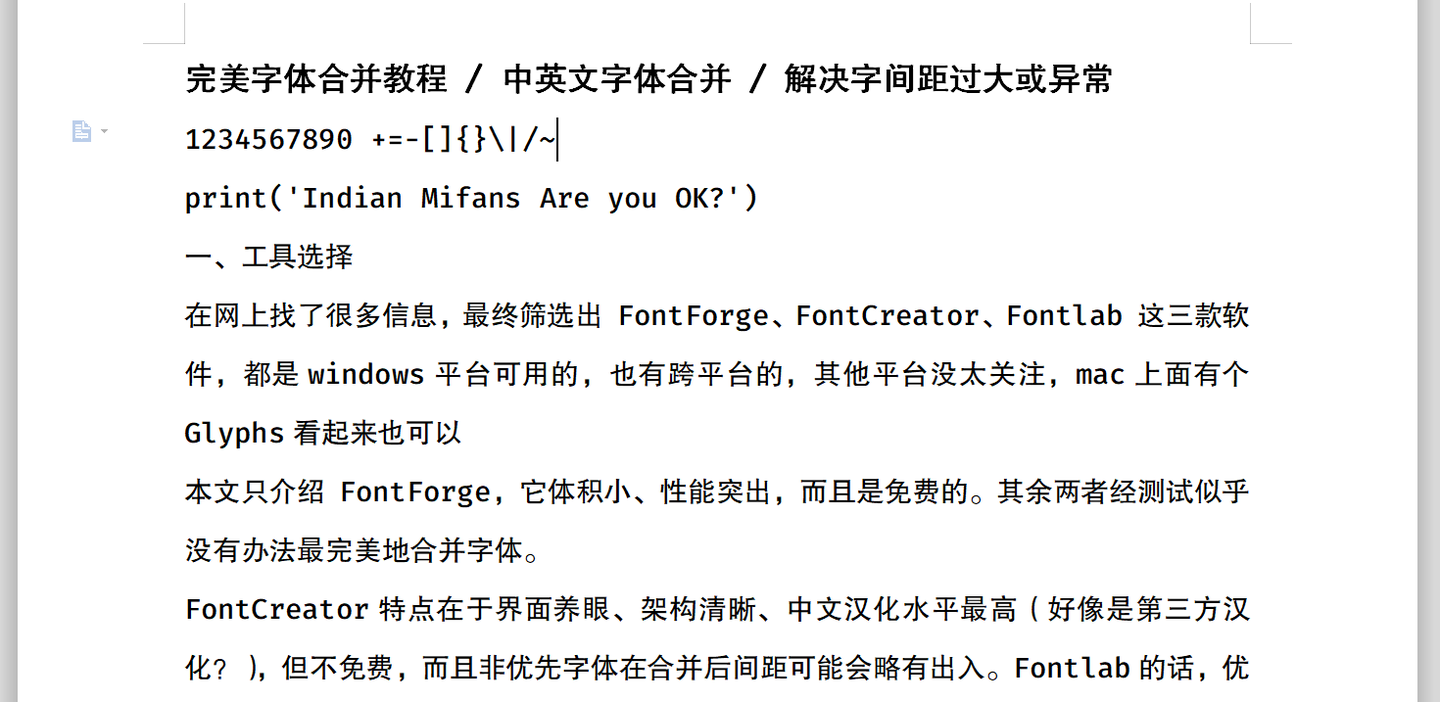 完美字体合并教程 / 中英文字体合并 / 解决字间距过大或异常
1234567890 +=-[]{}\|/~
print('Indian Mifans Are you OK?')
一、工具选择
在网上找了很多信息，最终筛选出 FontForge、FontCreator、Fontlab 这三款软
件，都是 windows 平台可用的，也有跨平台的，其他平台没太关注，mac 上面有个
Glyphs 看起来也可以
本文只介绍 FontForge，它体积小、性能突出，而且是免费的。其余两者经测试似乎
没有办法最完美地合并字体。
FontCreator 特点在于界面养眼、架构清晰、中文汉化水平最高（好像是第三方汉
化？），但不免费，而且非优先字体在合并后间距可能会略有出入。Fontlab 的话，优